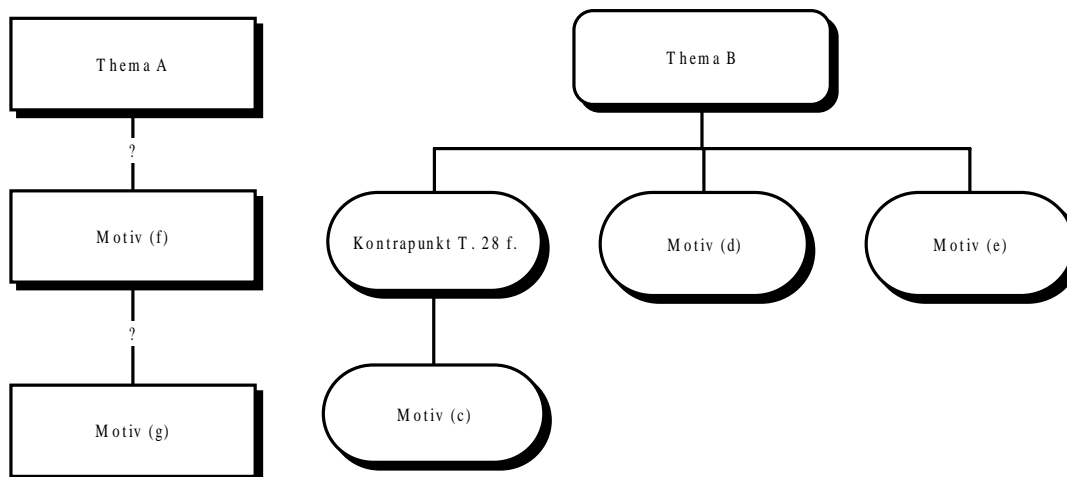 Thema A
Thema B
?
Motiv (f)
Kontrapunkt T. 28 f.
Motiv (d)
Motiv (e)
?
Motiv (g)
Motiv (c)